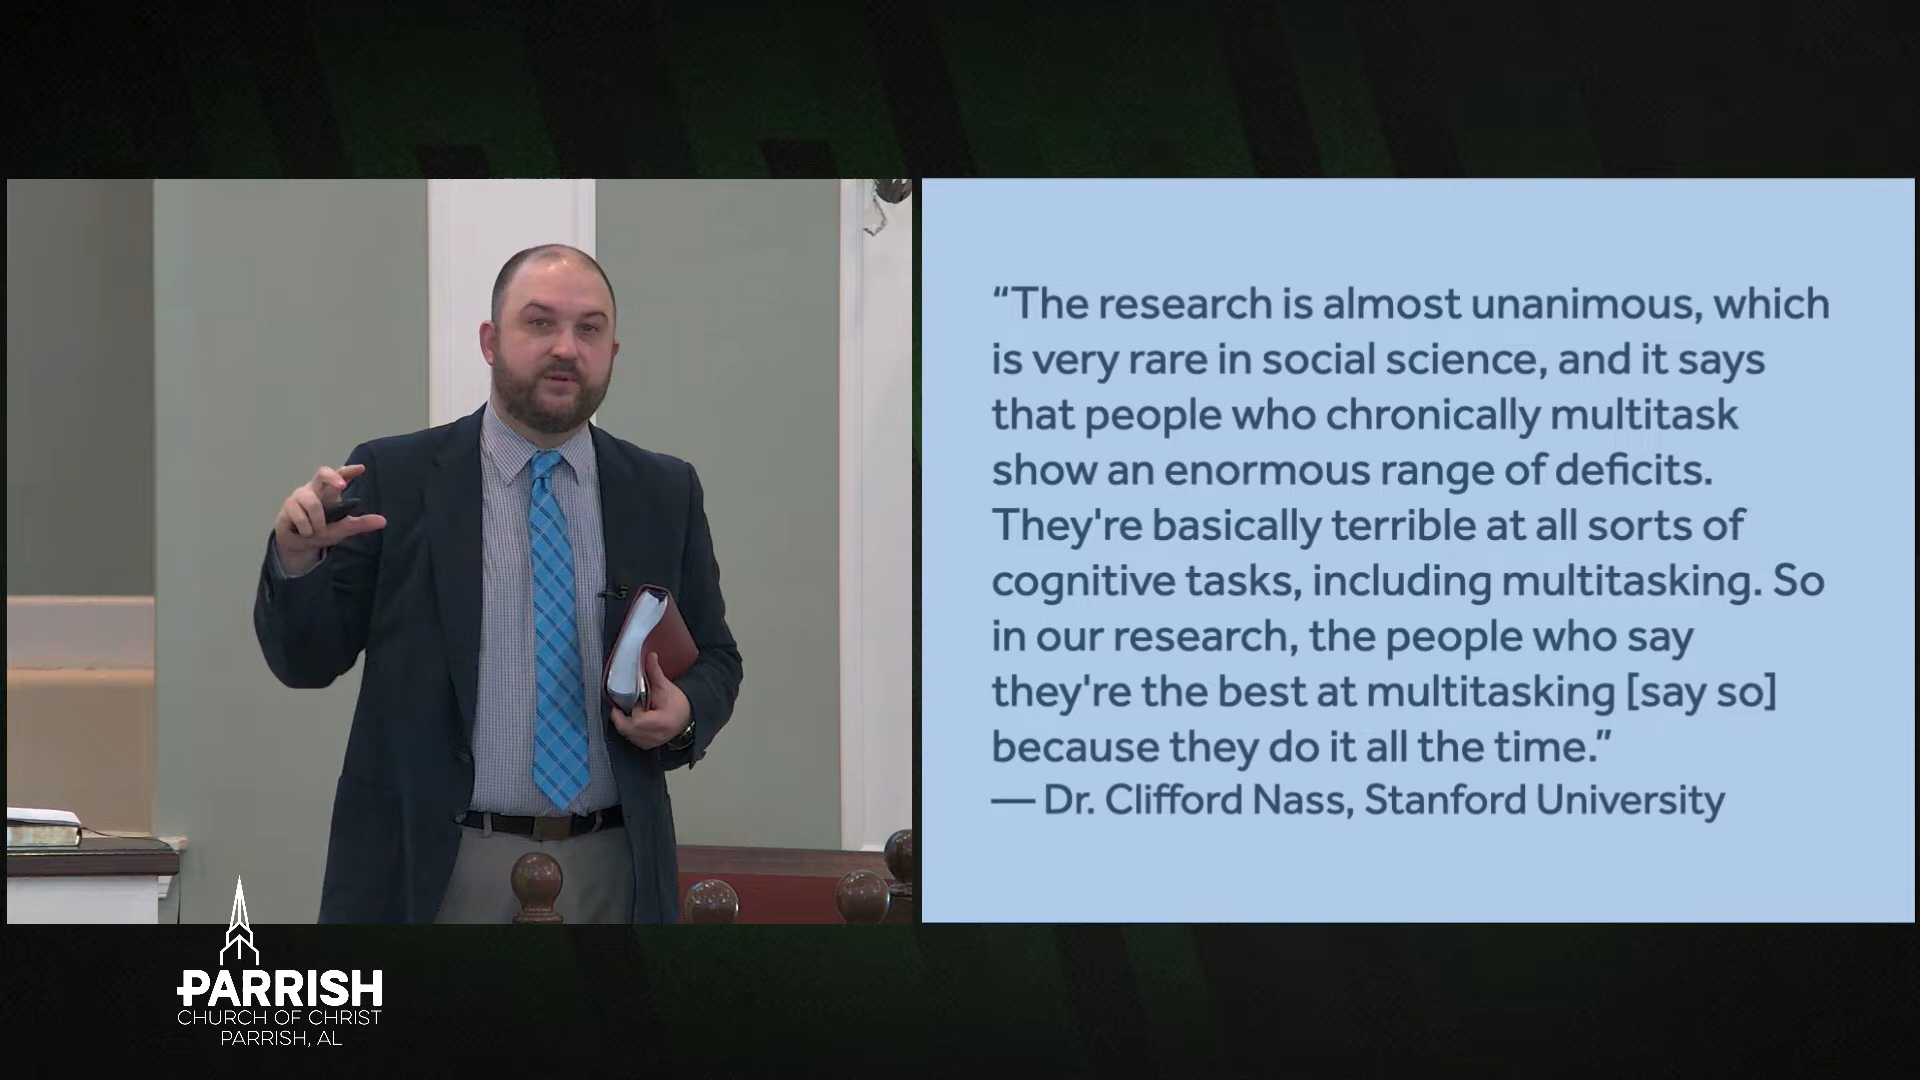 “The research is almost unanimous, which
is very rare in social science, and it says
that people who chronically multitask
show an enormous range of deficits.
They're basically terrible at all sorts of
cognitive tasks, including multitasking. So
in our research, the people who say
they're the best at multitasking [say so]
because they do it all the time.”
— Dr. Clifford Nass, Stanford University
PARRISH
CHURCH OF CHRIST
PARRISH, AL